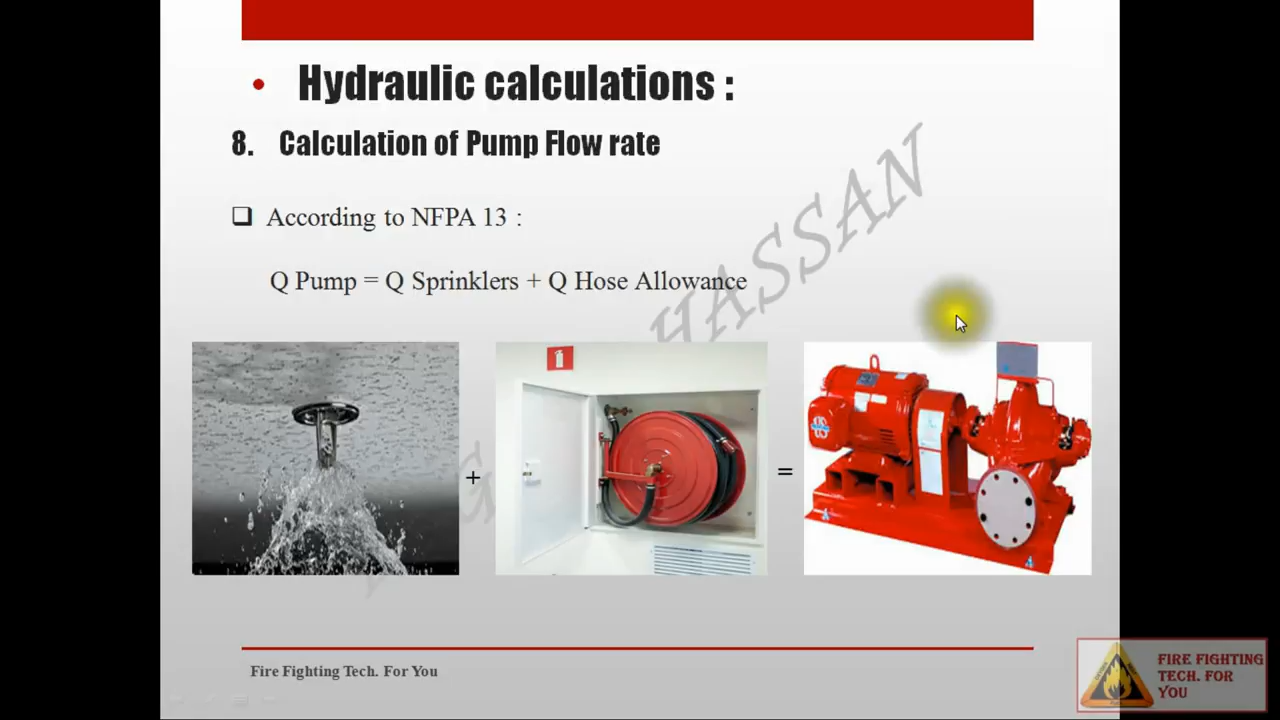 • Hydraulic calculations :
8. Calculation of Pump Flow rate
❑ According to NFPA 13 :
Q Pump = Q Sprinklers + Q Hose Allowance
HASSAN
+
=
Fire Fighting Tech. For You
FIRE FIGHTING
TECH. FOR
YOU